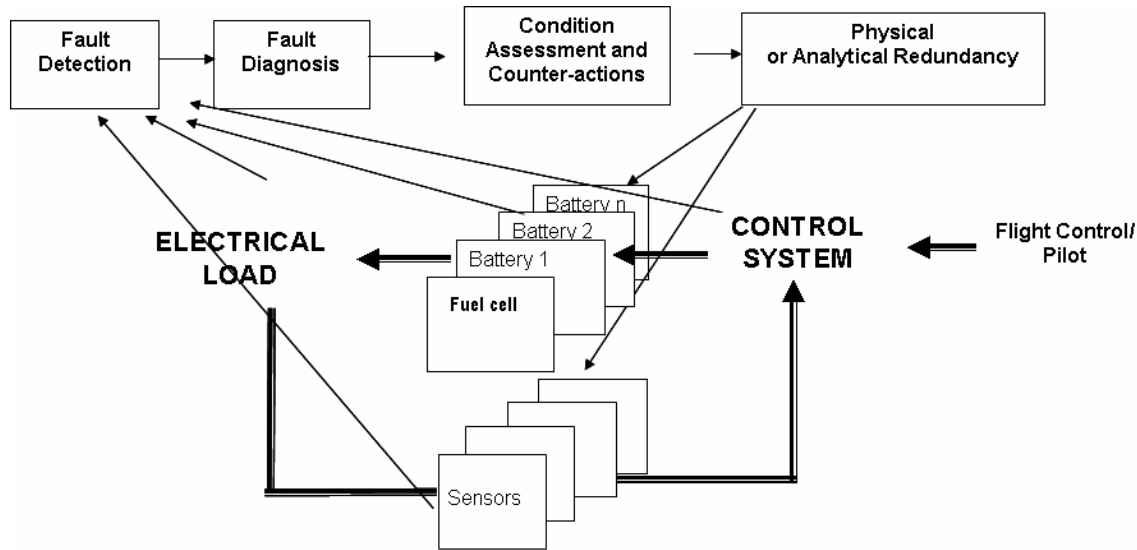 Fault
Detection
Fault
Diagnosis
Condition
Assessment and
Counter-actions
Physical
or Analytical Redundancy
Battery n
Battery 2
Battery 1
Fuel cell
ELECTRICAL
LOAD
CONTROL
SYSTEM
Flight Control/
Pilot
Sensors